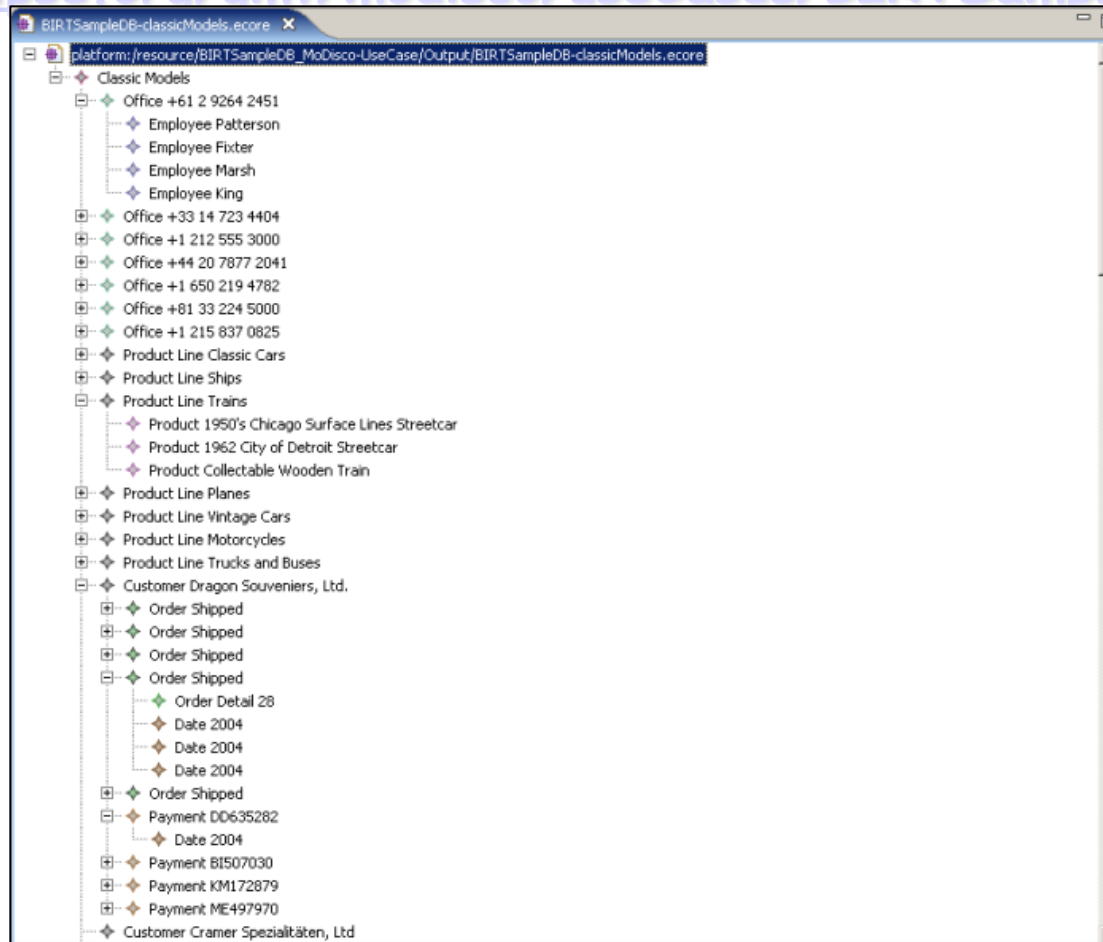 BIRTSampleDB-classicModels.ecore
platform:/resource/BIRTSampleDB_MoDisco-UseCase/Output/BIRTSampleDB-classicModels.ecore
Classic Models
Office +61 2 9264 2451
Employee Patterson
Employee Fixter
Employee Marsh
Employee King
Office +33 14 723 4404
Office +1 212 555 3000
Office +44 20 7877 2041
Office +1 650 219 4782
Office +81 33 224 5000
Office +1 215 837 0825
Product Line Classic Cars
Product Line Ships
Product Line Trains
Product 1950's Chicago Surface Lines Streetcar
Product 1962 City of Detroit Streetcar
Product Collectable Wooden Train
Product Line Planes
Product Line Vintage Cars
Product Line Motorcycles
Product Line Trucks and Buses
Customer Dragon Souveniers, Ltd.
Order Shipped
Order Shipped
Order Shipped
Order Shipped
Order Detail 28
Date 2004
Date 2004
Date 2004
Order Shipped
Payment DD635282
Date 2004
Payment BI507030
Payment KM172879
Payment ME497970
Customer Cramer Spezialitäten, Ltd